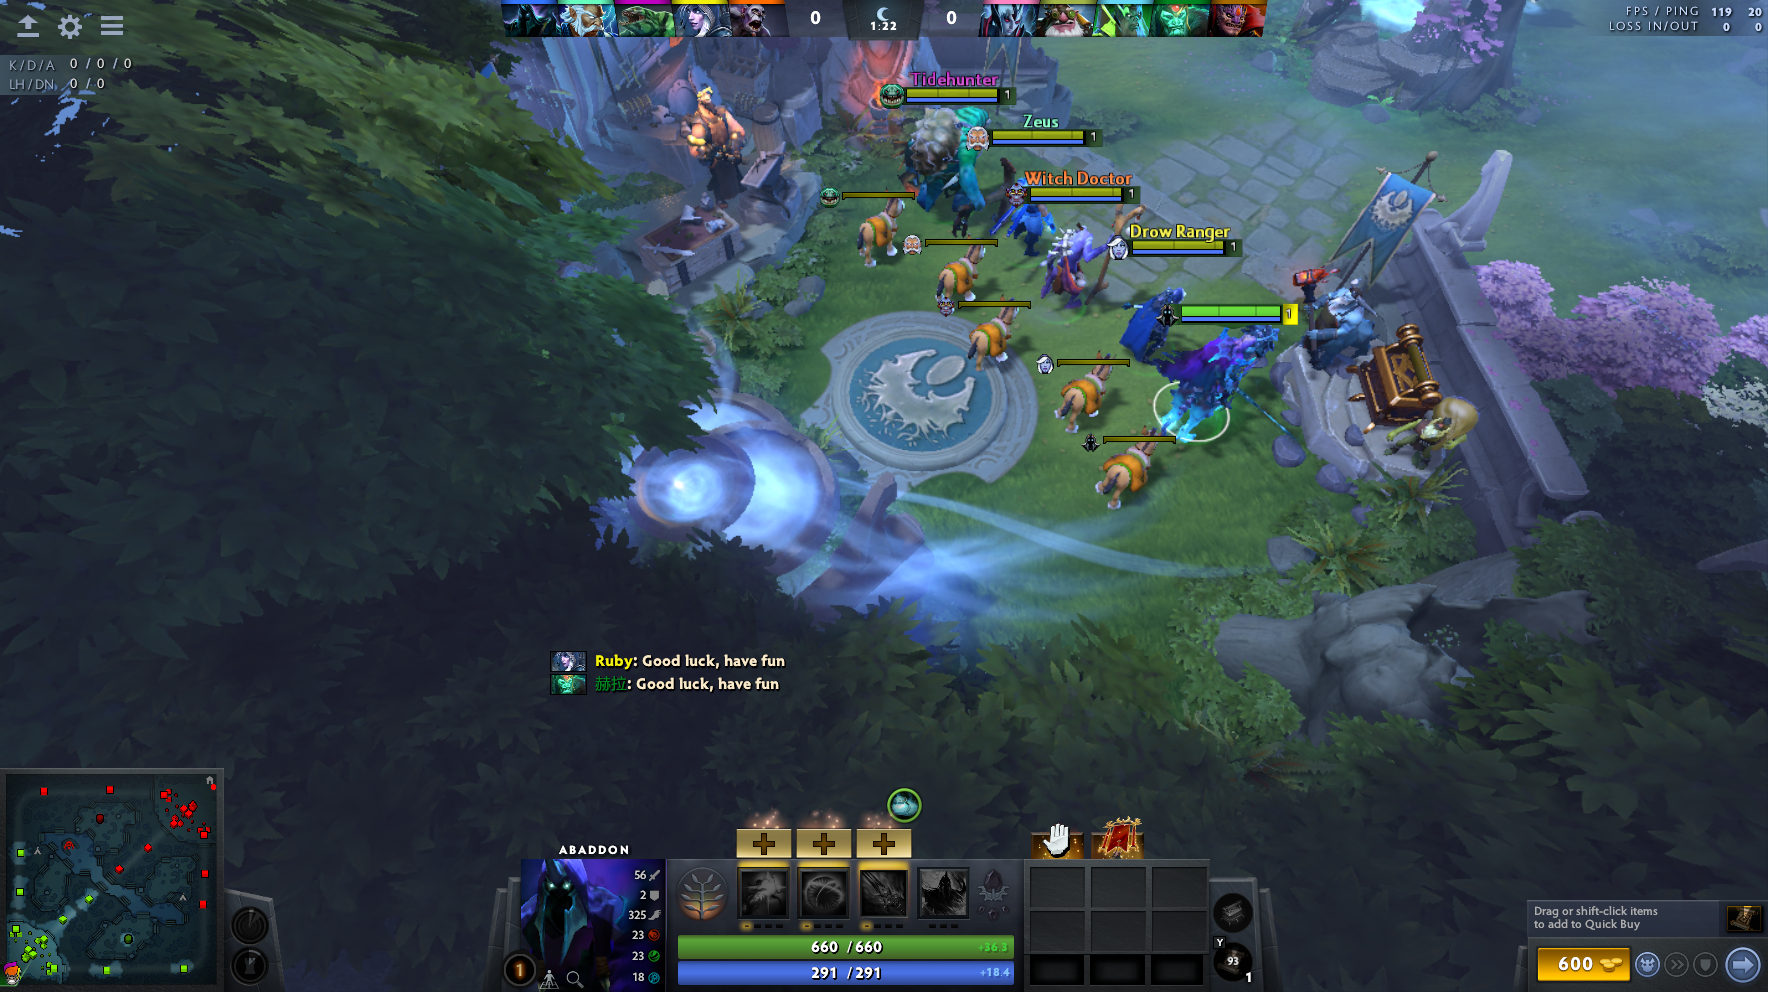 0
1:22
0
FPS / PING 119 20
LOSS IN/OUT 0 0
K/D/A 0 / 0 / 0
LH/DN 0 / 0
Tidehunter
1
Zeus
1
Witch Doctor
1
Drow Ranger
1
1
Ruby: Good luck, have fun
赫拉: Good luck, have fun
ABADDON
56
2
325
23
23
18
1
660 / 660
+36.3
291 / 291
+18.4
Y
93
1
Drag or shift-click items
to add to Quick Buy
600